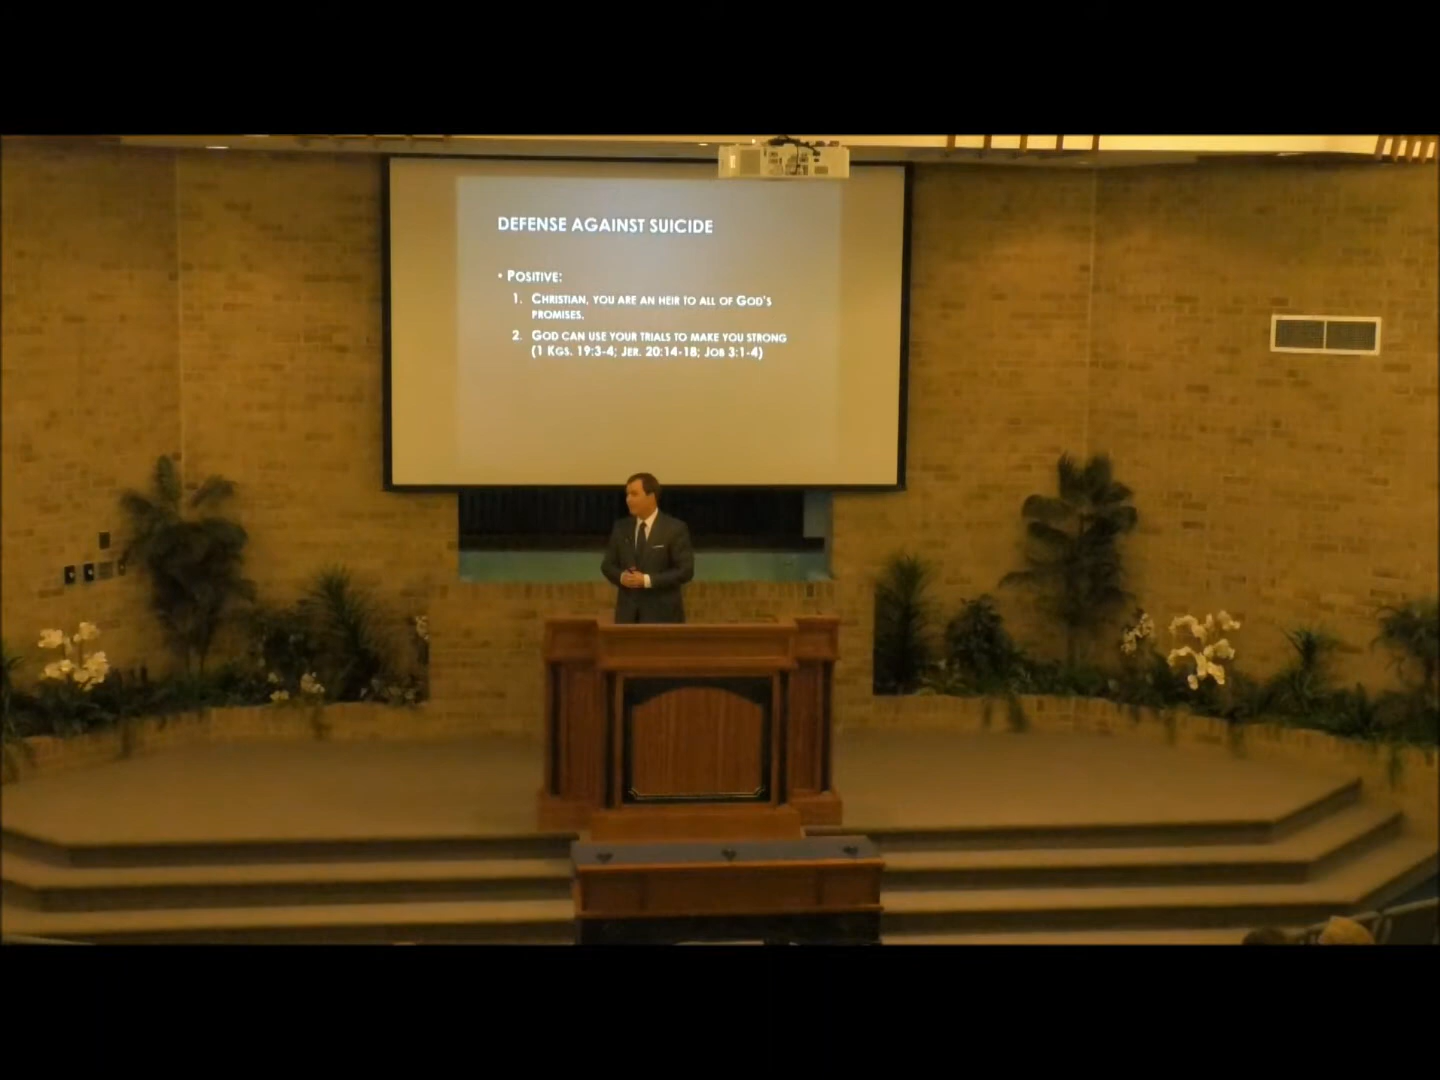 DEFENSE AGAINST SUICIDE
• POSITIVE:
1. CHRISTIAN, YOU ARE AN HEIR TO ALL OF GOD'S
PROMISES.
2. GOD CAN USE YOUR TRIALS TO MAKE YOU STRONG
(1 KGS. 19:3-4; JER. 20:14-18; JOB 3:1-4)